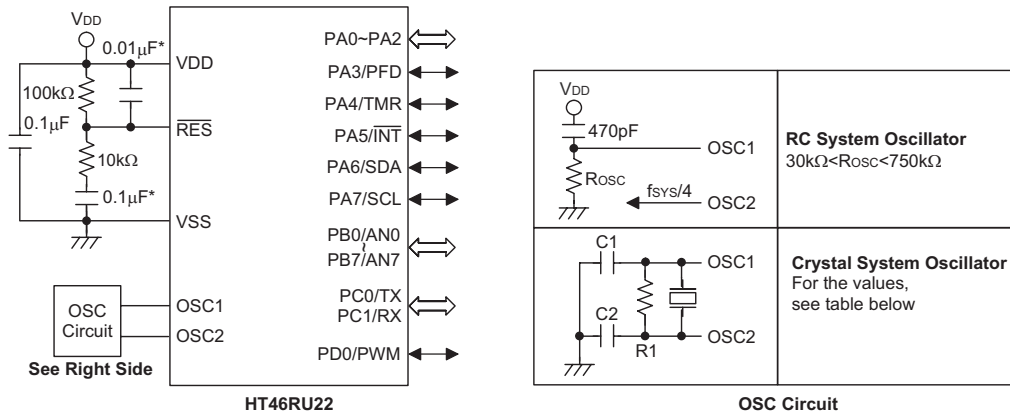 VDD
0.01μF*
100kΩ
0.1μF
10kΩ
0.1μF*
VDD
RES
VSS
OSC
Circuit
See Right Side
OSC1
OSC2
PA0~PA2
PA3/PFD
PA4/TMR
PA5/INT
PA6/SDA
PA7/SCL
PB0/AN0
~
PB7/AN7
PC0/TX
PC1/RX
PD0/PWM
HT46RU22
VDD
470pF
OSC1
ROSC
fSYS/4
OSC2
RC System Oscillator
30kΩ<ROSC<750kΩ
C1
OSC1
C2
R1
OSC2
Crystal System Oscillator
For the values,
see table below
OSC Circuit